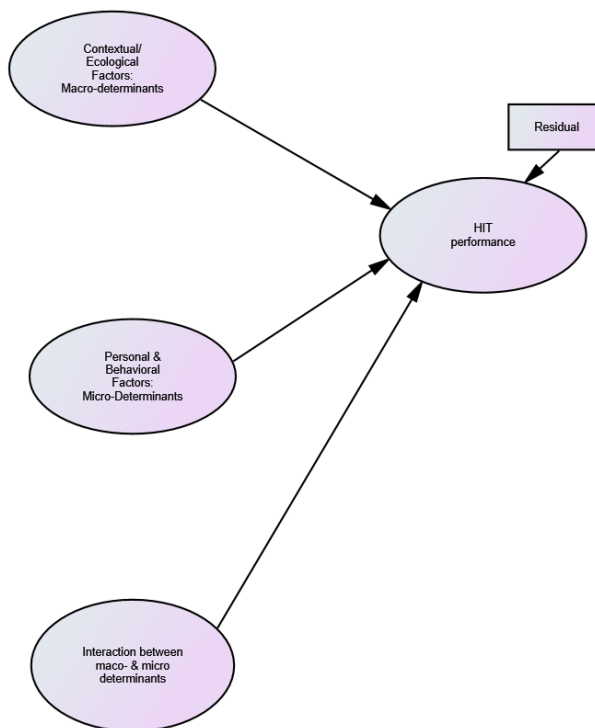 Contextual/
Ecological
Factors:
Macro-determinants
Residual
HIT
performance
Personal &
Behavioral
Factors:
Micro-Determinants
Interaction between
maco- & micro
determinants